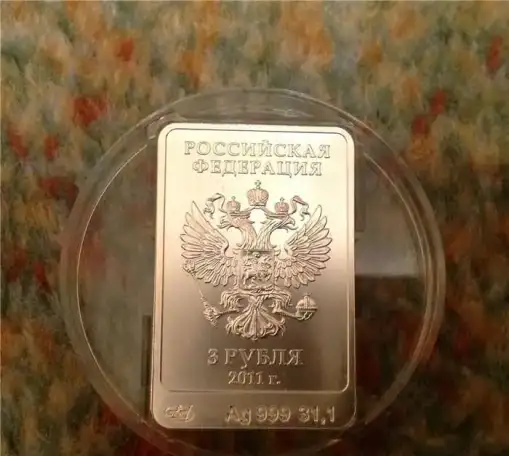 РОССИЙСКАЯ
ФЕДЕРАЦИЯ
3 РУБЛЯ
2011 г.
Ag 999 31,1